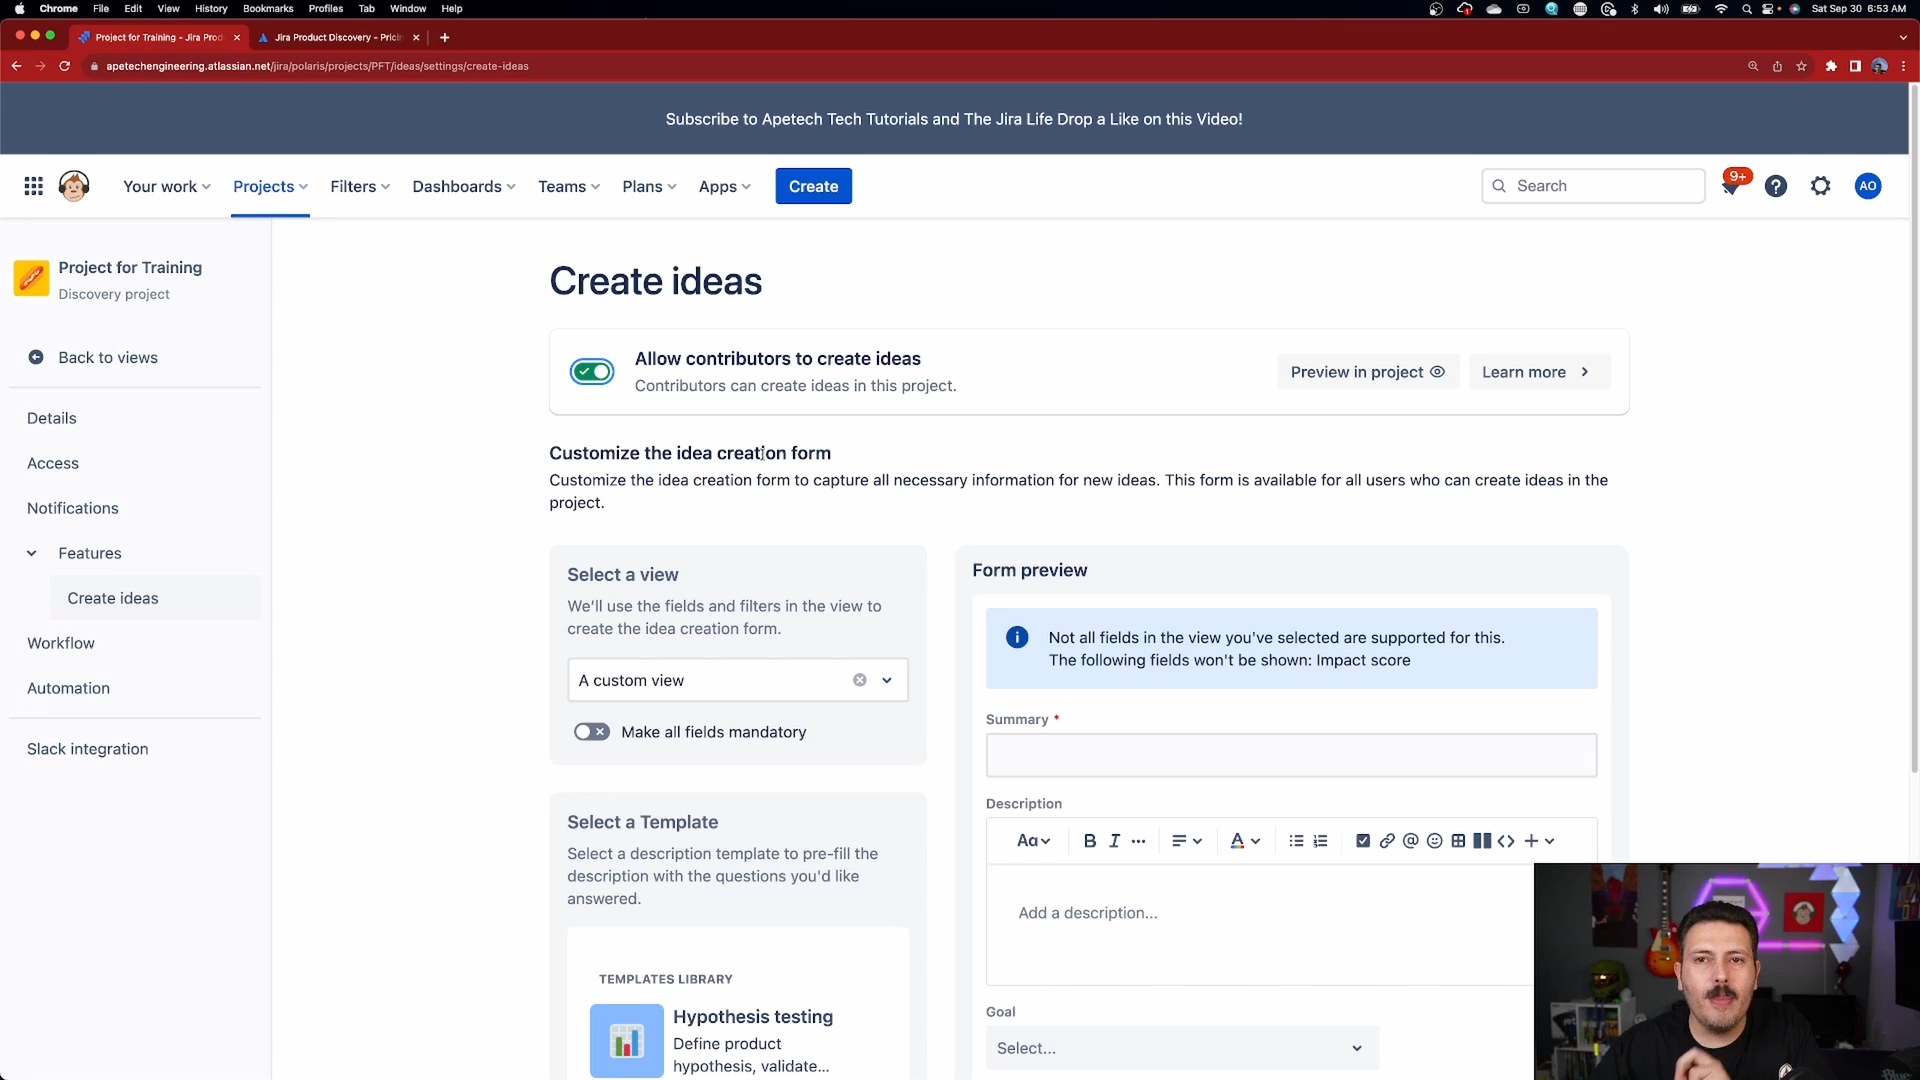 Chrome File Edit View History Bookmarks Profiles Tab Window Help
Sat Sep 30 6:53 AM
Project for Training - Jira Prod
Jira Product Discovery - Prici
apetechengineering.atlassian.net/jira/polaris/projects/PFT/ideas/settings/create-ideas
Subscribe to Apetech Tech Tutorials and The Jira Life Drop a Like on this Video!
Your work Projects Filters Dashboards Teams Plans Apps Create
Search
9+
AO
Project for Training
Discovery project
Back to views
Details
Access
Notifications
Features
Create ideas
Workflow
Automation
Slack integration
Create ideas
Allow contributors to create ideas
Contributors can create ideas in this project.
Preview in project
Learn more
Customize the idea creation form
Customize the idea creation form to capture all necessary information for new ideas. This form is available for all users who can create ideas in the
project.
Select a view
We'll use the fields and filters in the view to
create the idea creation form.
A custom view
Make all fields mandatory
Select a Template
Select a description template to pre-fill the
description with the questions you'd like
answered.
TEMPLATES LIBRARY
Hypothesis testing
Define product
hypothesis, validate...
Form preview
Not all fields in the view you've selected are supported for this.
The following fields won't be shown: Impact score
Summary *
Description
Aa B I ... A
Add a description...
Goal
Select...